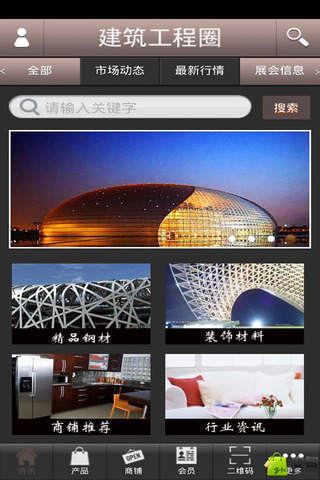 建筑工程圈
全部
市场动态
最新行情
展会信息
请输入关键字
搜索
精品钢材
装饰材料
商铺推荐
行业资讯
资讯
产品
OPEN
商铺
会员
二维码
更多